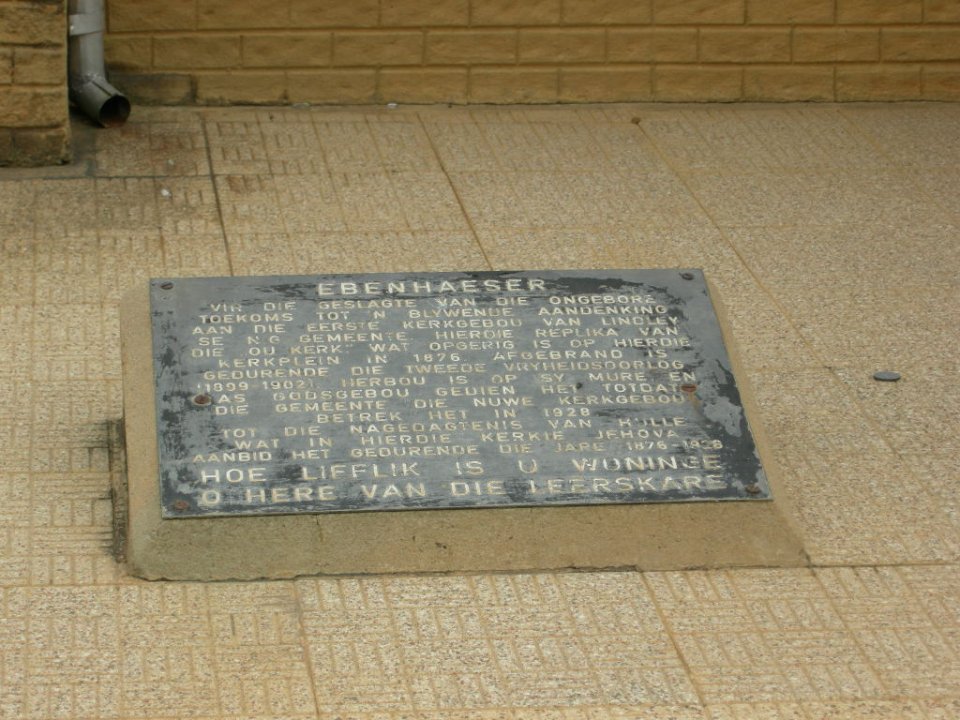 EBENHAESER
VIR DIE GESLAGTE VAN DIE ONGEBORE
TOEKOMS TOT N BLYWENDE AANDENKING
AAN DIE EERSTE KERKGEBOU VAN LINDLEY
SE N.G. GEMEENTE HIERDIE REPLIKA VAN
DIE OU KERK WAT OPGERIG IS OP HIERDIE
KERKPLEIN IN 1876. AFGEBRAND IS
GEDURENDE DIE TWEEDE VRYHEIDSOORLOG
(1899-1902). HERBOU IS OP SY MURE EN
AS GODSGEBOU GEDIEN HET TOTDAT
DIE GEMEENTE DIE NUWE KERKGEBOU
BETREK HET IN 1928
TOT DIE NAGEDAGTENIS VAN HULLE
WAT IN HIERDIE KERKIE JEHOVA
AANBID HET GEDURENDE DIE JARE 1876-1928
HOE LIFFLIK IS U WONINGE
O HERE VAN DIE LEERSKARE